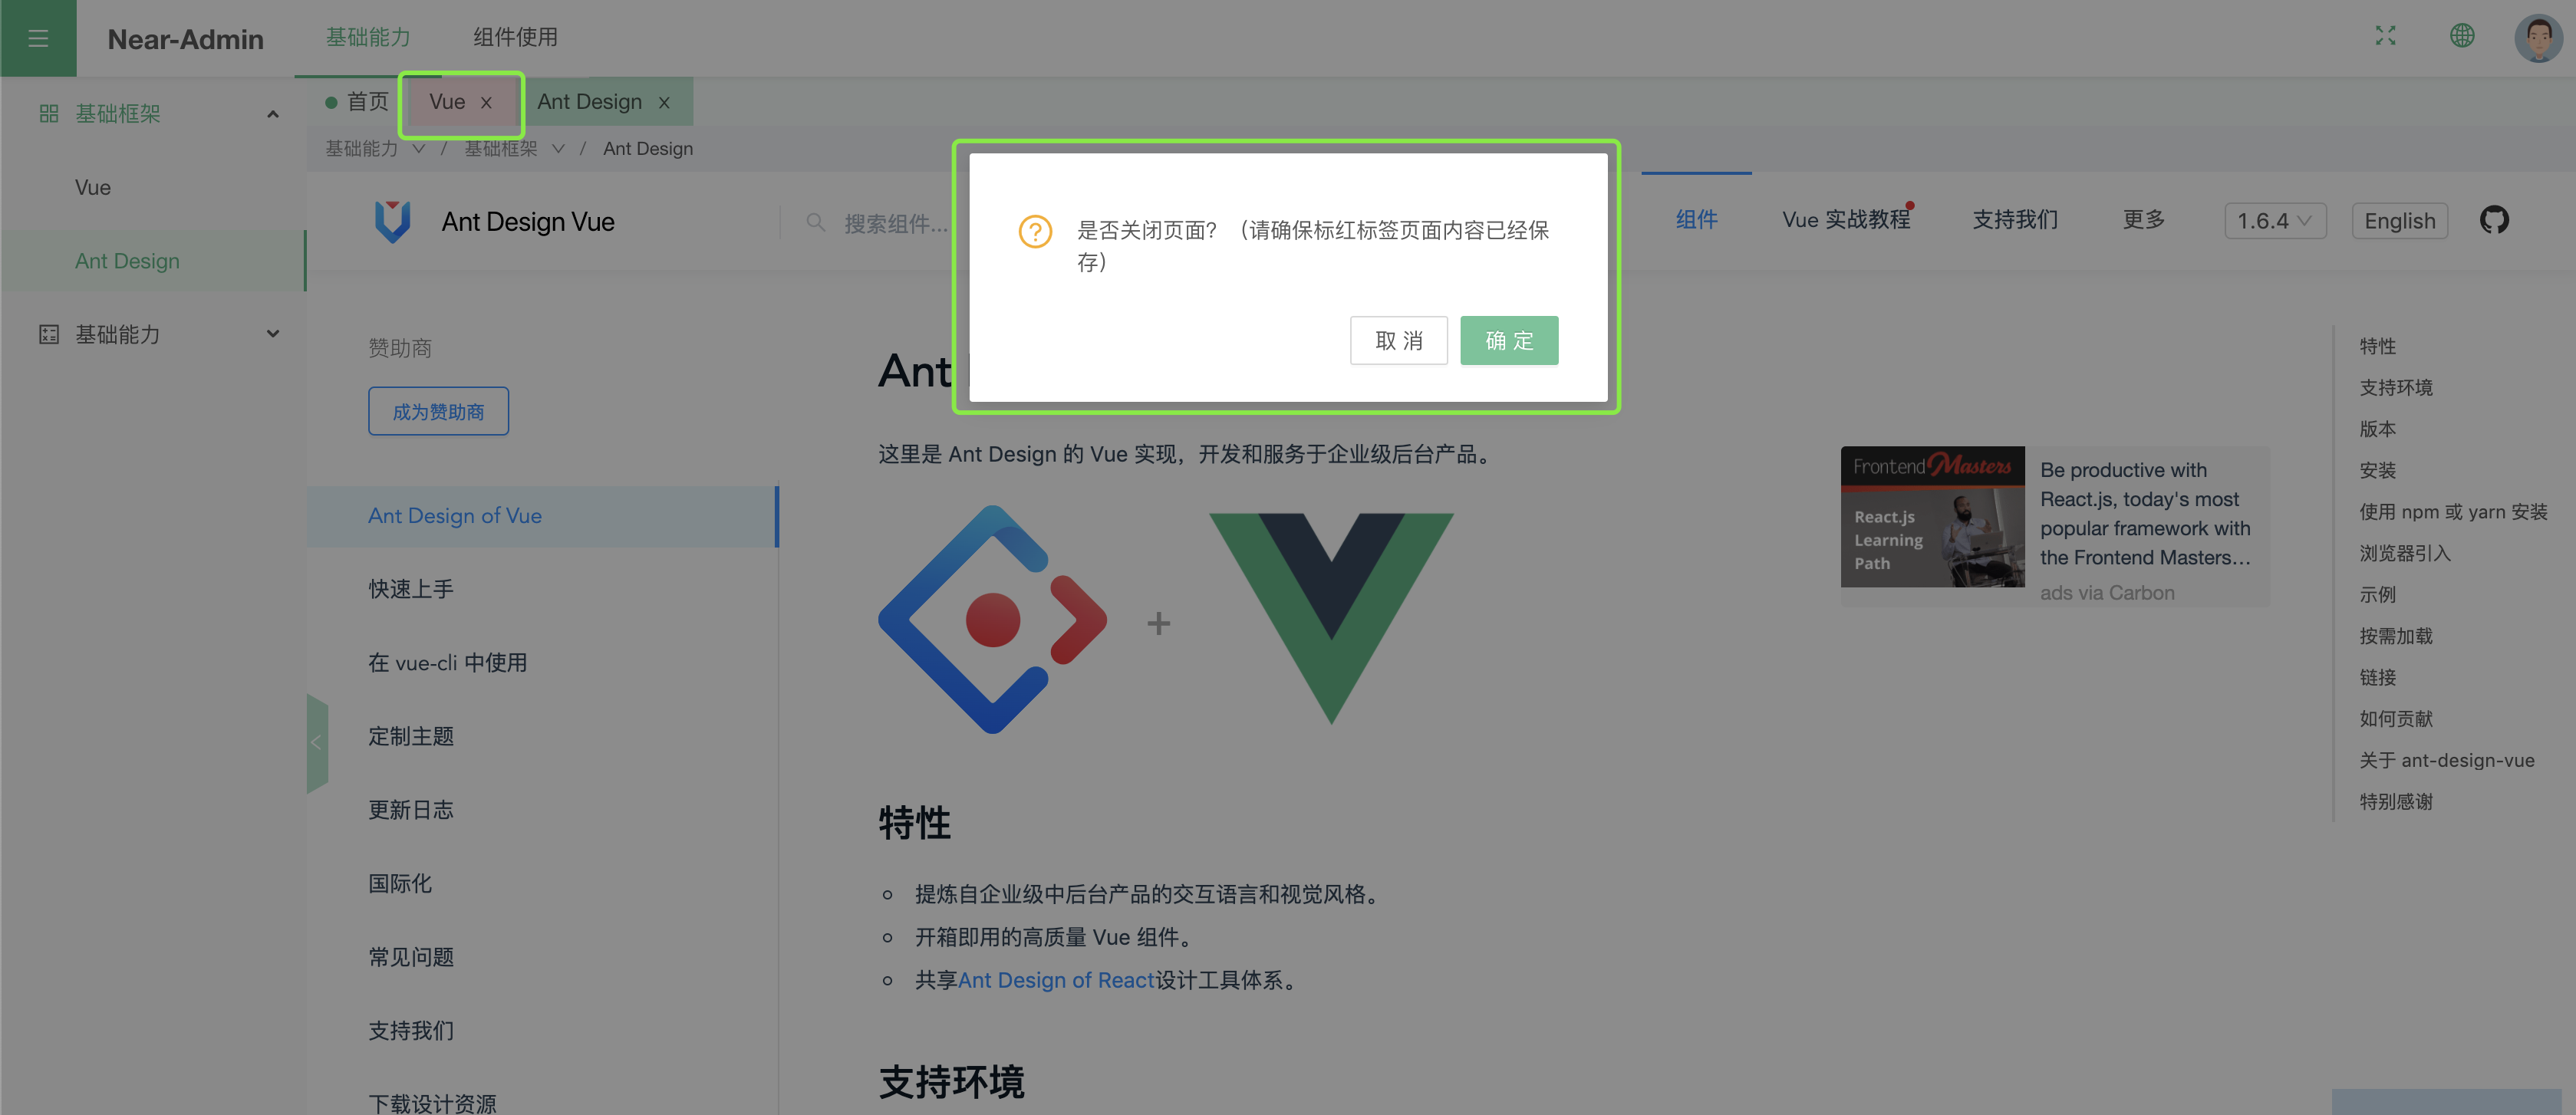 Near-Admin
基础能力
组件使用
基础框架
Vue
Ant Design
基础能力
首页
Vue x
Ant Design x
基础能力 / 基础框架 / Ant Design
Ant Design Vue
搜索组件...
组件
Vue 实战教程
支持我们
更多
1.6.4
English
是否关闭页面？（请确保标红标签页面内容已经保
存）
取 消
确 定
赞助商
成为赞助商
Ant Design of Vue
快速上手
在 vue-cli 中使用
定制主题
更新日志
国际化
常见问题
支持我们
下载设计资源
Ant
这里是 Ant Design 的 Vue 实现，开发和服务于企业级后台产品。
+
Frontend Masters
React.js
Learning
Path
Be productive with
React.js, today's most
popular framework with
the Frontend Masters...
ads via Carbon
特性
提炼自企业级中后台产品的交互语言和视觉风格。
开箱即用的高质量 Vue 组件。
共享Ant Design of React设计工具体系。
支持环境
特性
支持环境
版本
安装
使用 npm 或 yarn 安装
浏览器引入
示例
按需加载
链接
如何贡献
关于 ant-design-vue
特别感谢